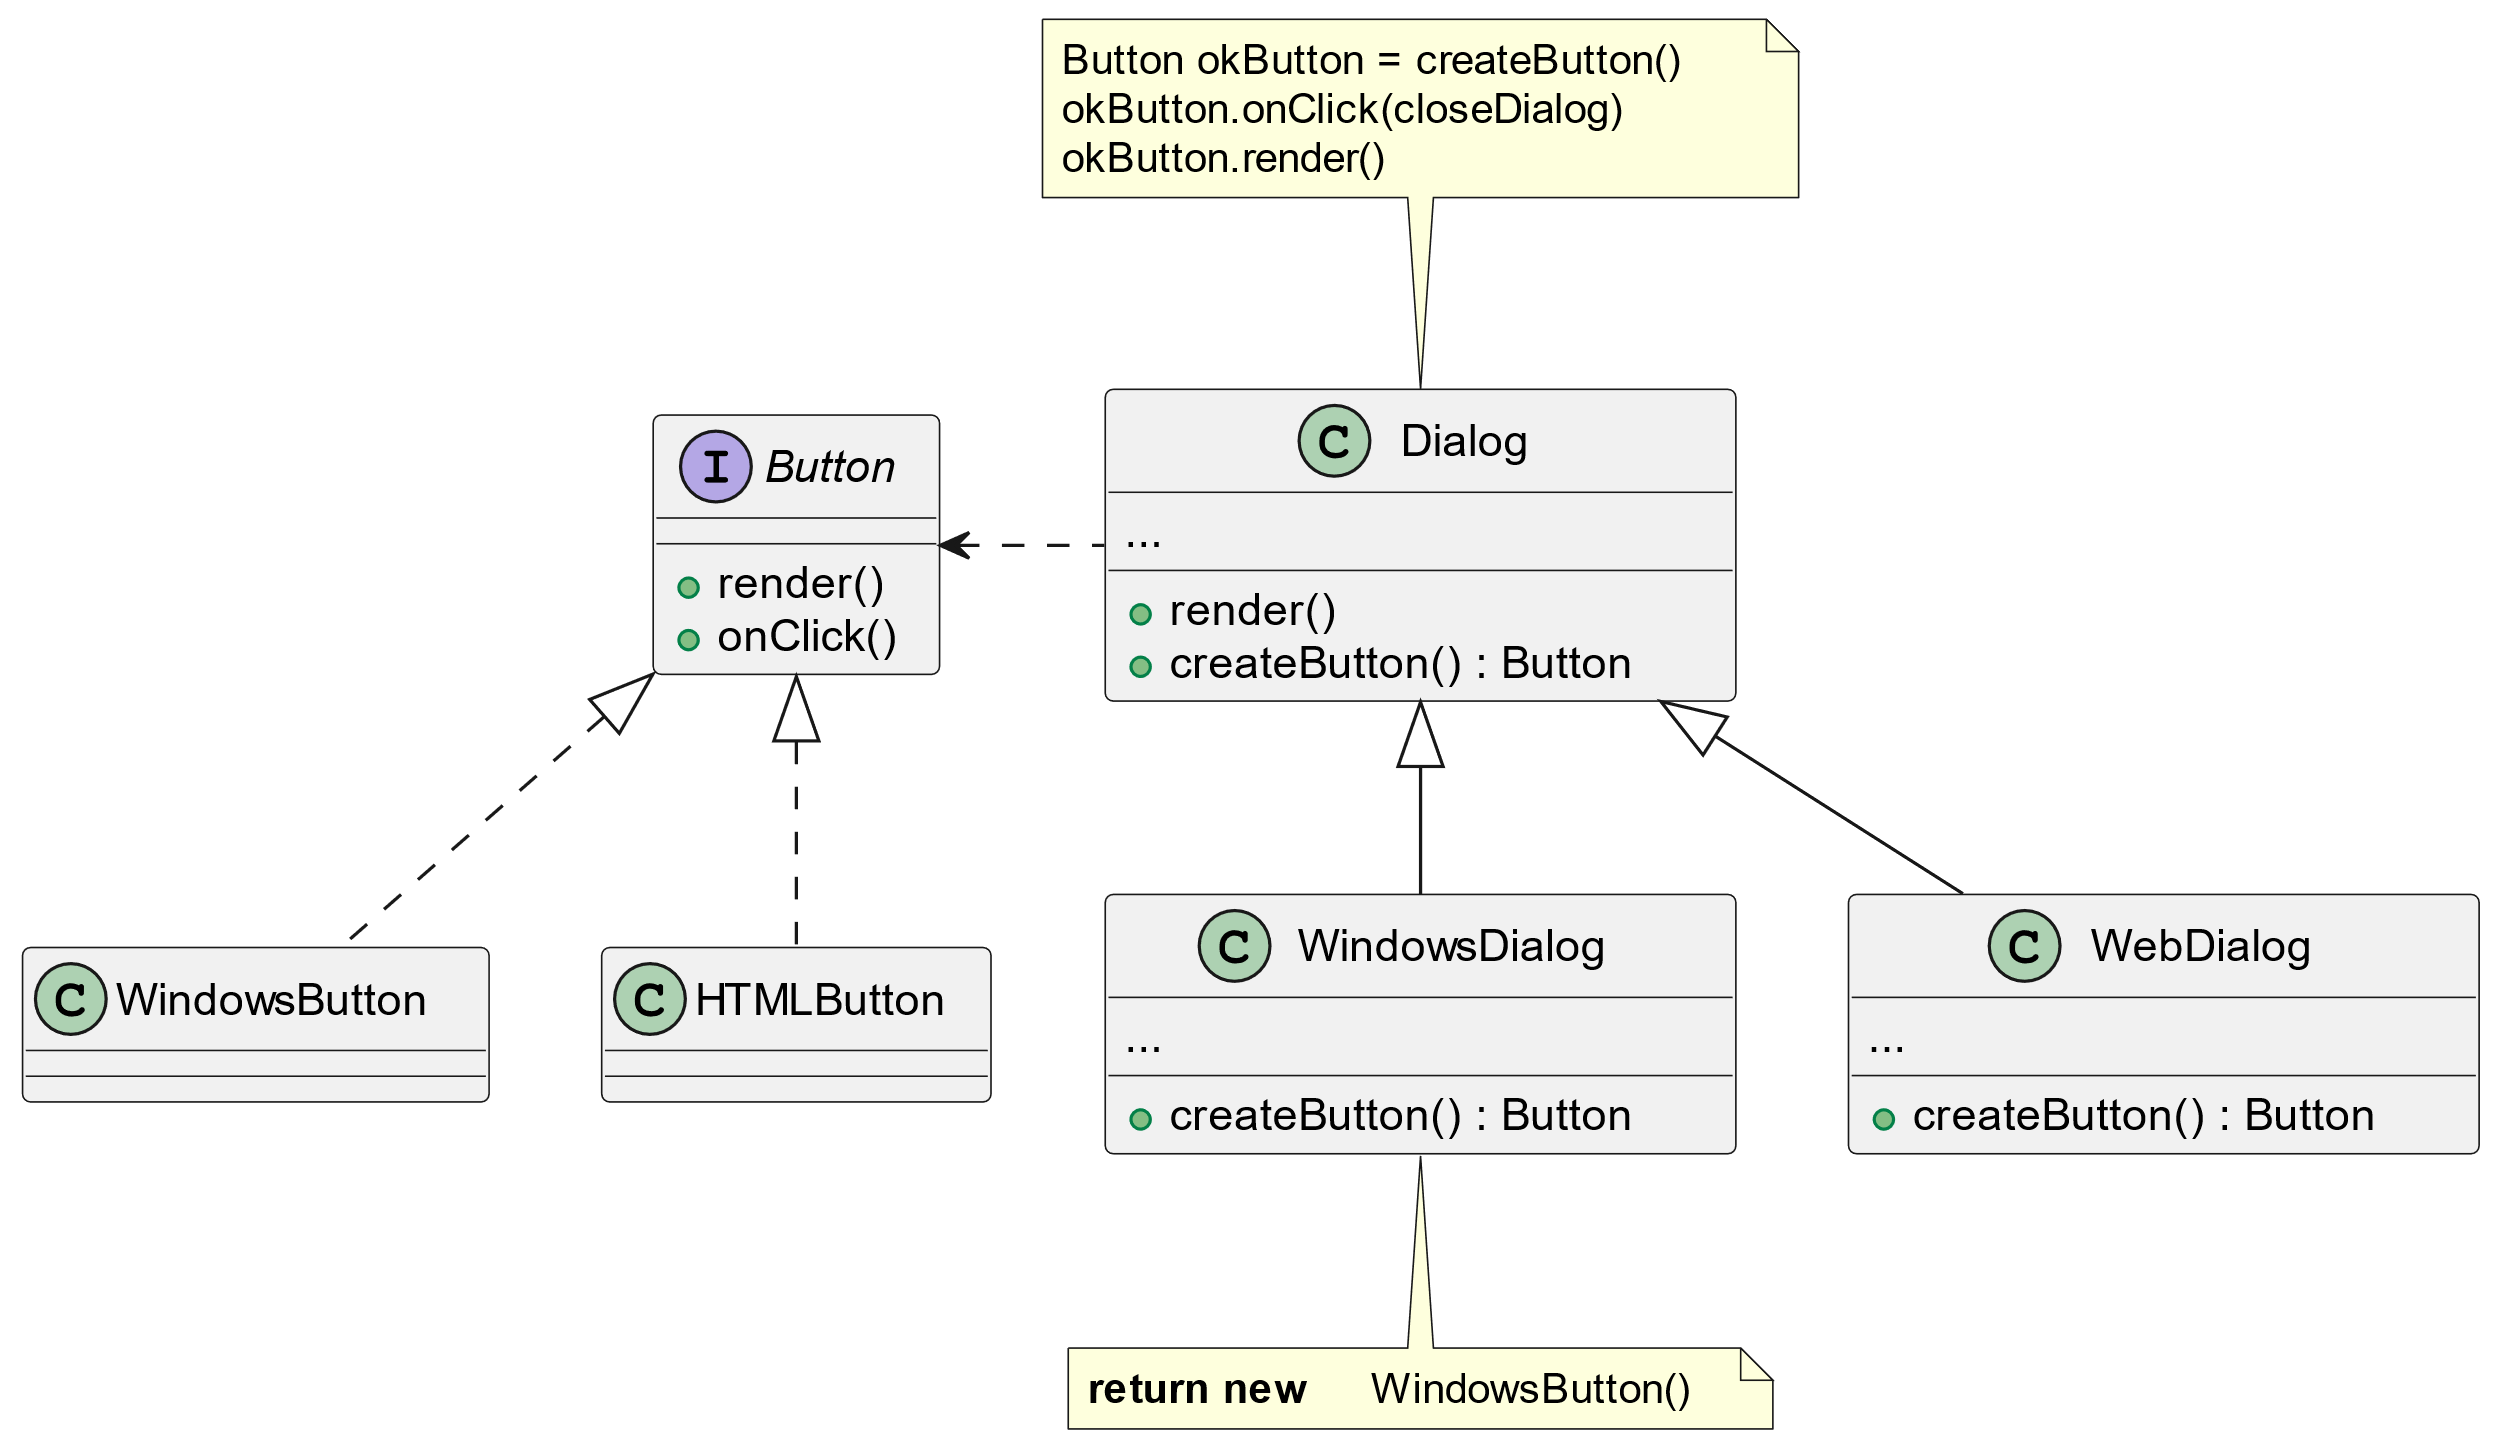 Button okButton = createButton()
okButton.onClick(closeDialog)
okButton.render()
I Button
render()
onClick()
C Dialog
...
render()
createButton() : Button
C WindowsButton
C HTMLButton
C WindowsDialog
...
createButton() : Button
C WebDialog
...
createButton() : Button
return new WindowsButton()